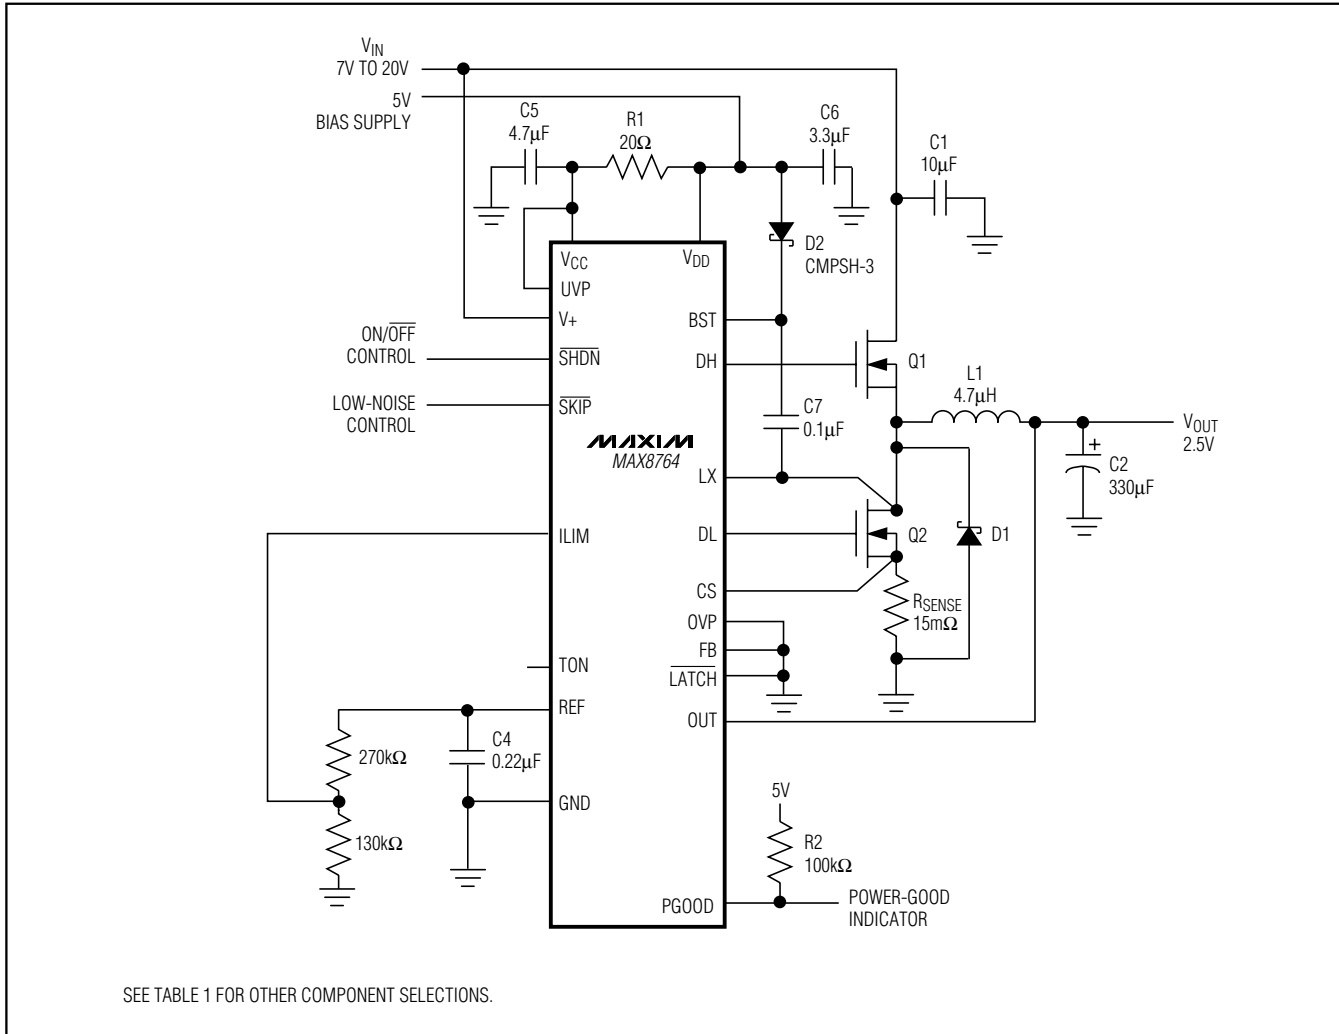 VIN
7V TO 20V
5V
BIAS SUPPLY
C5
4.7μF
R1
20Ω
C6
3.3μF
C1
10μF
D2
CMPSH-3
VCC
VDD
UVP
V+
BST
ON/OFF
CONTROL
SHDN
DH
Q1
L1
4.7μH
LOW-NOISE
CONTROL
SKIP
C7
0.1μF
VOUT
2.5V
MAXIM
MAX8764
LX
C2
330μF
+
ILIM
DL
Q2
D1
CS
RSENSE
15mΩ
OVP
FB
TON
LATCH
REF
OUT
270kΩ
C4
0.22μF
GND
5V
130kΩ
R2
100kΩ
PGOOD
POWER-GOOD
INDICATOR
SEE TABLE 1 FOR OTHER COMPONENT SELECTIONS.